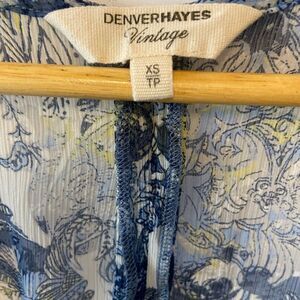 DENVERHAYES
Vintage
XS
TP